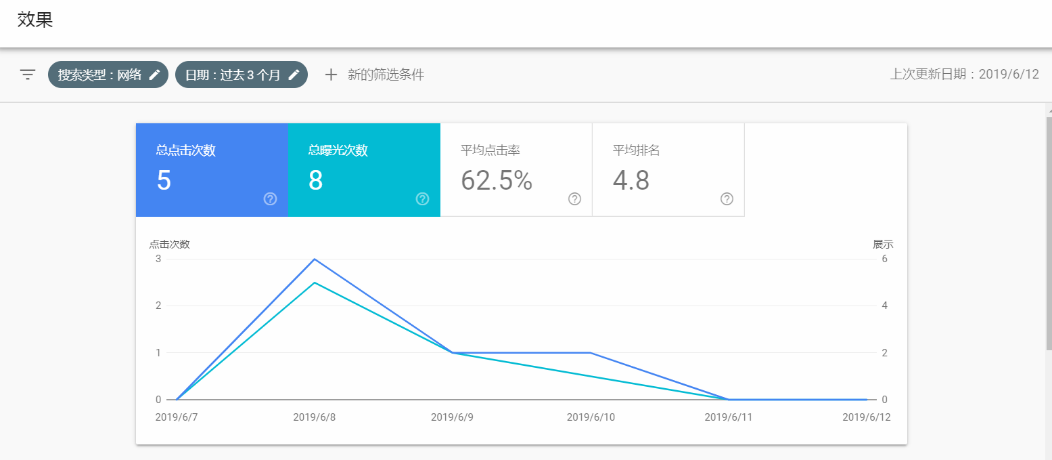 效果
搜索类型：网络 日期：过去 3 个月 新的筛选条件 上次更新日期：2019/6/12
总点击次数 总曝光次数 平均点击率 平均排名
5 8 62.5% 4.8
点击次数 展示
3 6
2 4
1 2
0 0
2019/6/7 2019/6/8 2019/6/9 2019/6/10 2019/6/11 2019/6/12